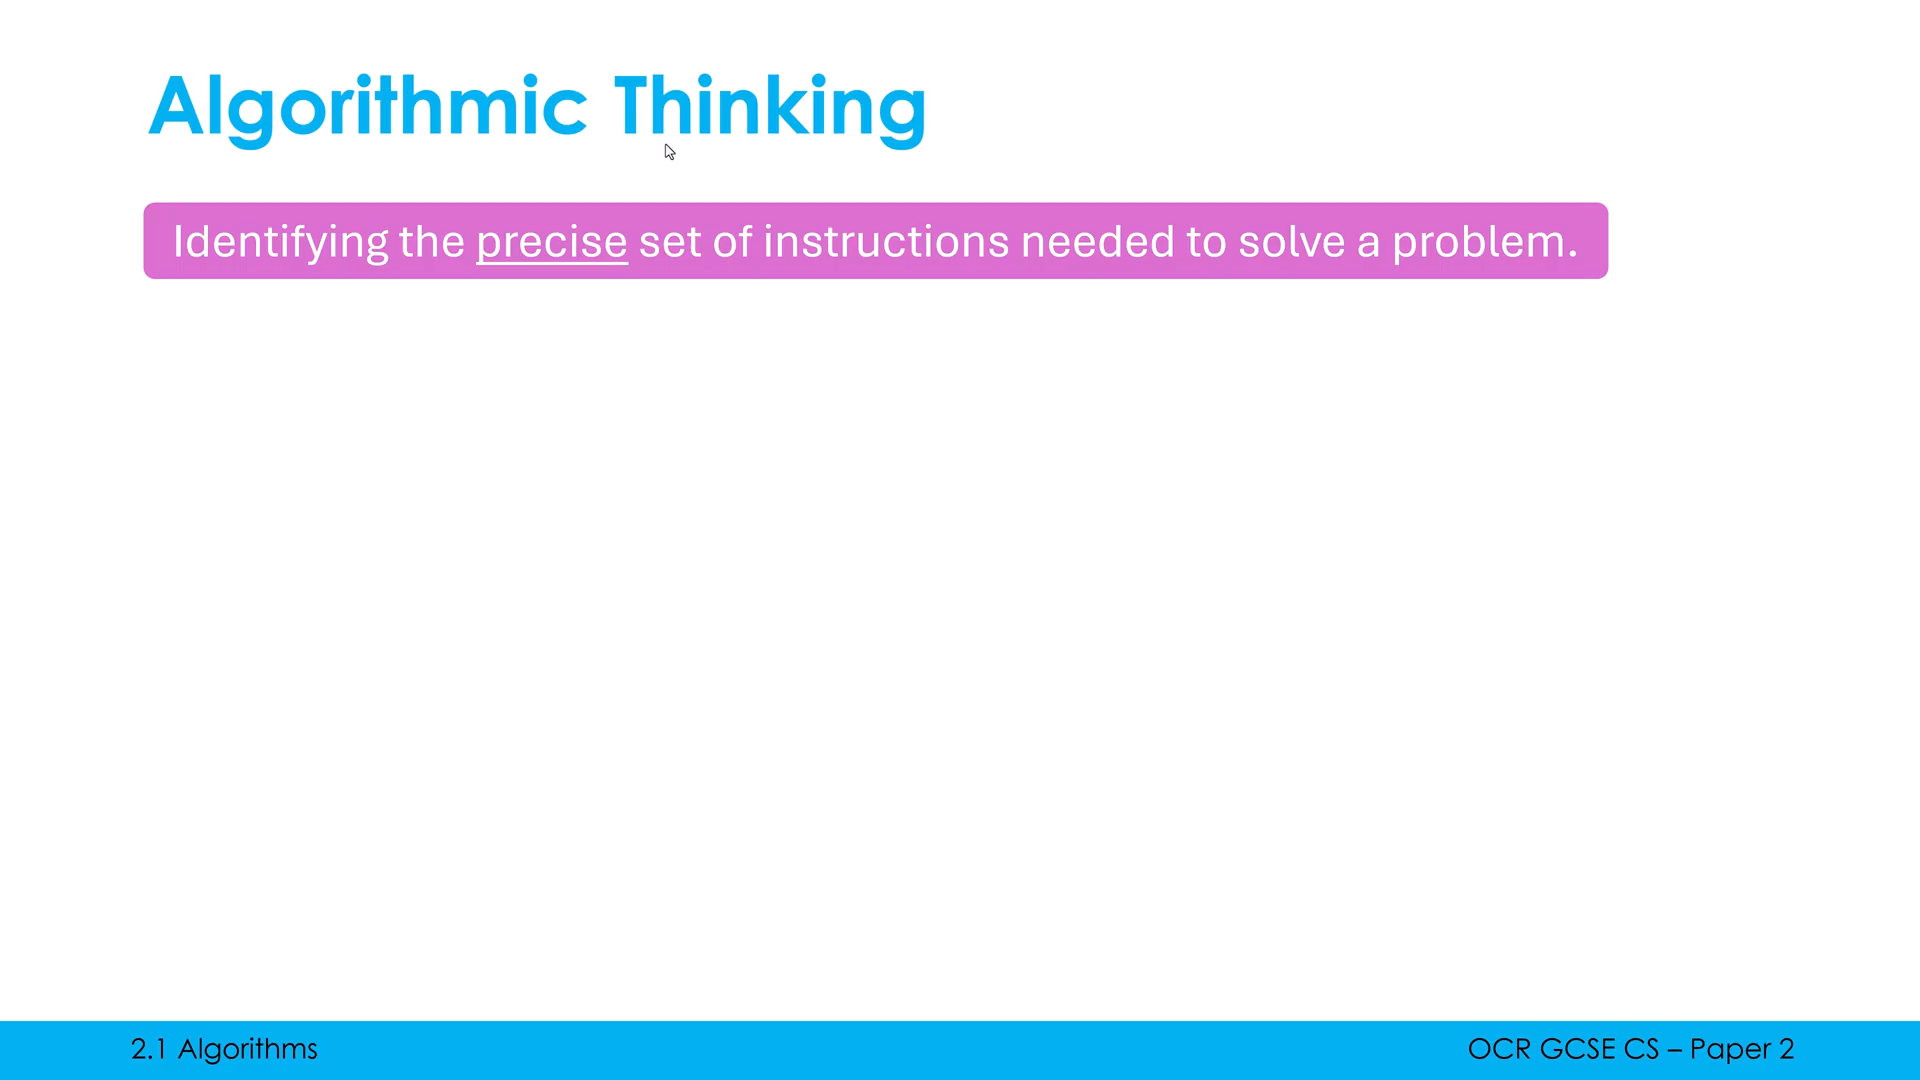 Algorithmic Thinking
Identifying the precise set of instructions needed to solve a problem.
2.1 Algorithms
OCR GCSE CS – Paper 2